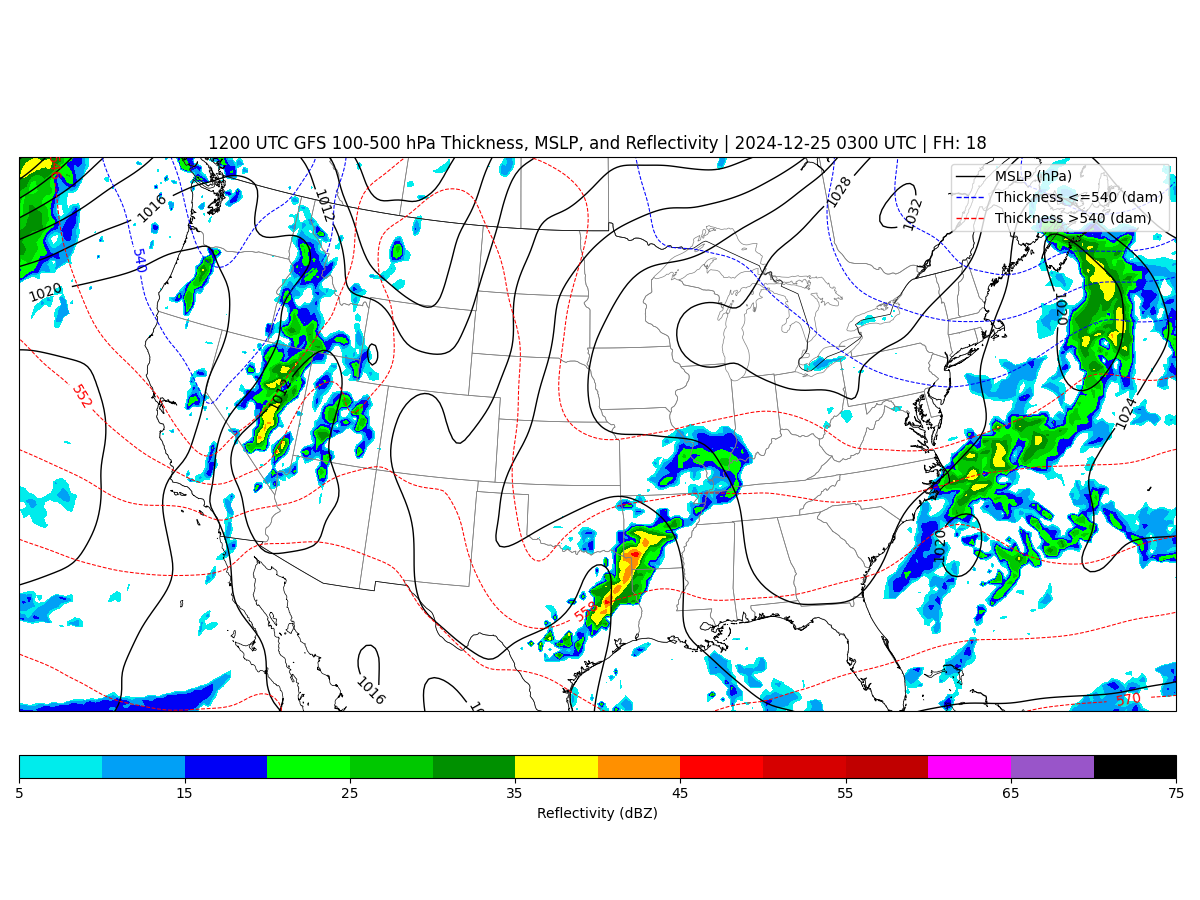 1200 UTC GFS 100-500 hPa Thickness, MSLP, and Reflectivity | 2024-12-25 0300 UTC | FH: 18
MSLP (hPa)
Thickness <=540 (dam)
Thickness >540 (dam)
1016
1012
1028
1032
540
1020
1020
552
1024
1020
558
1016
570
5 15 25 35 45 55 65 75
Reflectivity (dBZ)